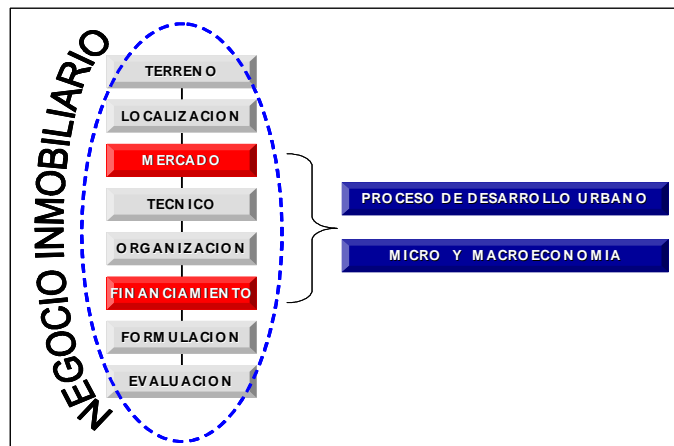 NEGOCIO INMOBILIARIO
TERRENO
LOCALIZACION
MERCADO
TECNICO
ORGANIZACION
FINANCIAMIENTO
FORMULACION
EVALUACION
PROCESO DE DESARROLLO URBANO
MICRO Y MACROECONOMIA